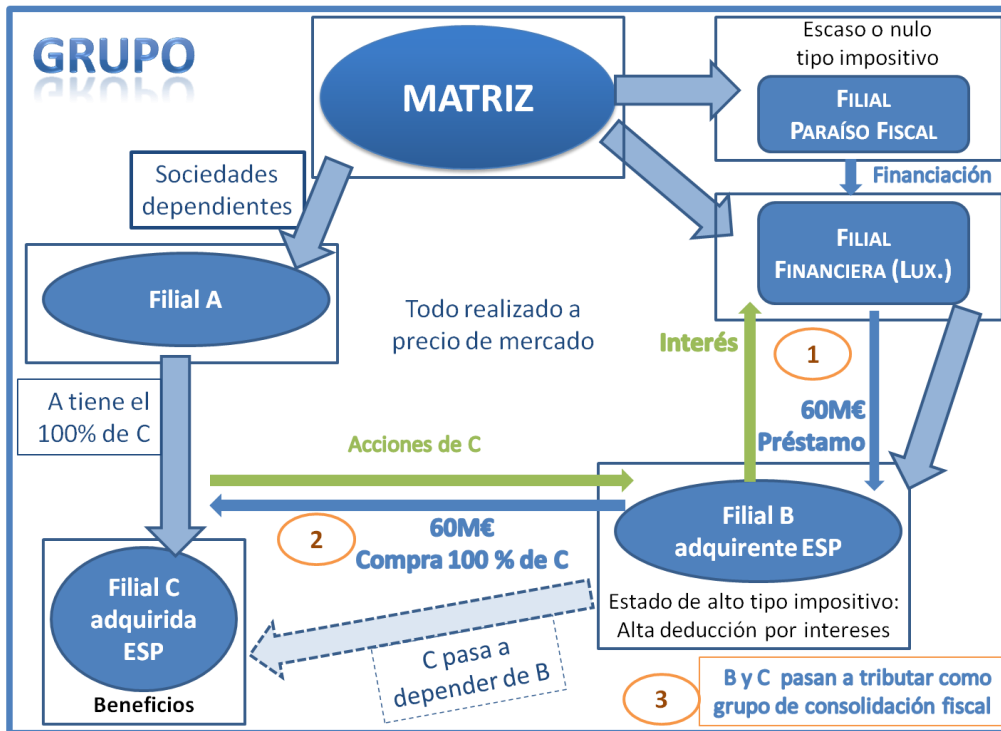 GRUPO
MATRIZ
Escaso o nulo
tipo impositivo
FILIAL
PARAÍSO FISCAL
Financiación
Sociedades
dependientes
FILIAL
FINANCIERA (LUX.)
Filial A
Todo realizado a
precio de mercado
Interés
1
A tiene el
100% de C
60M€
Préstamo
Acciones de C
2
60M€
Compra 100 % de C
Filial B
adquirente ESP
Filial C
adquirida
ESP
Beneficios
Estado de alto tipo impositivo:
Alta deducción por intereses
C pasa a
depender de B
3
B y C pasan a tributar como
grupo de consolidación fiscal